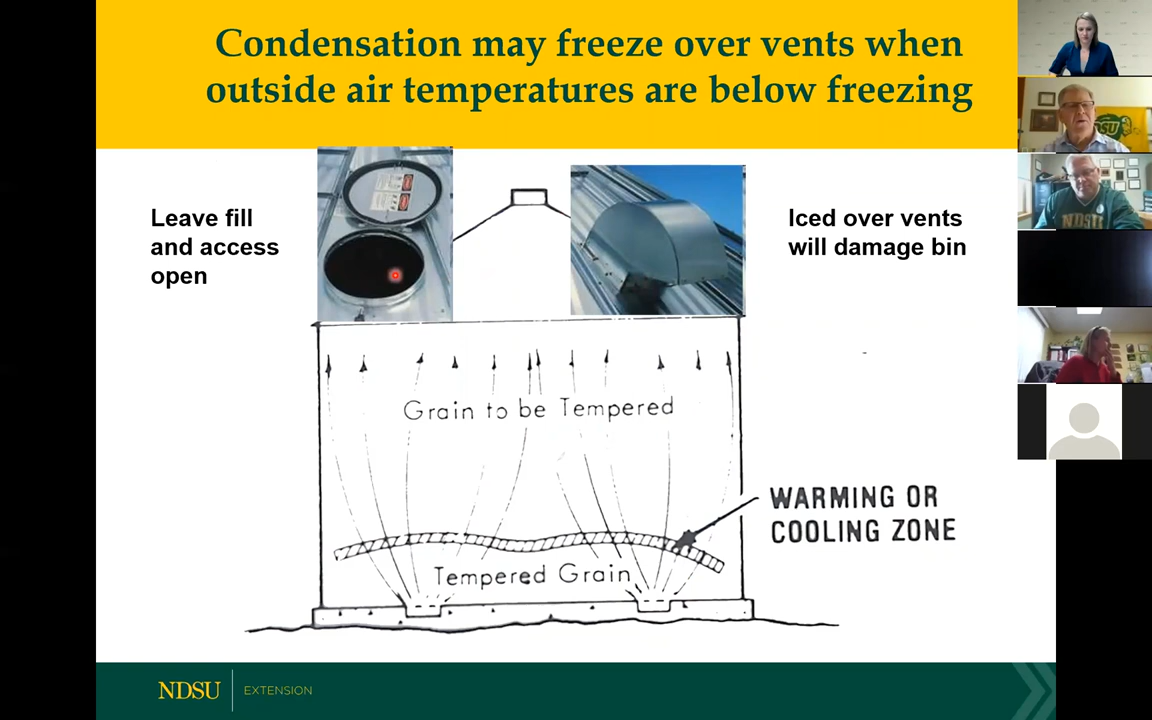 Condensation may freeze over vents when
outside air temperatures are below freezing
Leave fill
and access
open
Iced over vents
will damage bin
Grain to be Tempered
WARMING OR
COOLING ZONE
Tempered Grain
NDSU
EXTENSION
NDSU